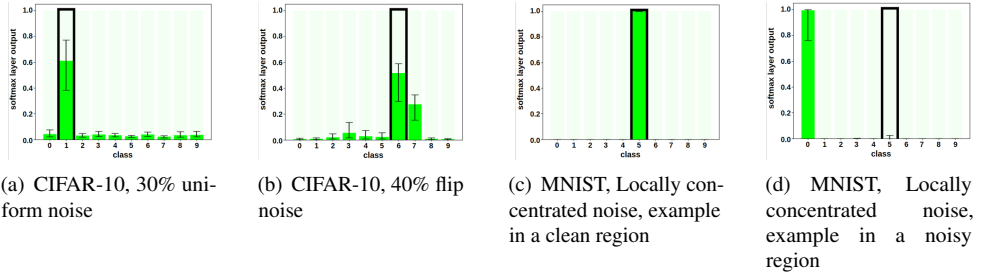 softmax layer output
1.0
0.8
0.6
0.4
0.2
0.0
0 1 2 3 4 5 6 7 8 9
class
(a) CIFAR-10, 30% uni-
form noise
softmax layer output
1.0
0.8
0.6
0.4
0.2
0.0
0 1 2 3 4 5 6 7 8 9
class
(b) CIFAR-10, 40% flip
noise
softmax layer output
1.0
0.8
0.6
0.4
0.2
0.0
0 1 2 3 4 5 6 7 8 9
class
(c) MNIST, Locally con-
centrated noise, example
in a clean region
softmax layer output
1.0
0.8
0.6
0.4
0.2
0.0
0 1 2 3 4 5 6 7 8 9
class
(d) MNIST, Locally
concentrated noise,
example in a noisy
region